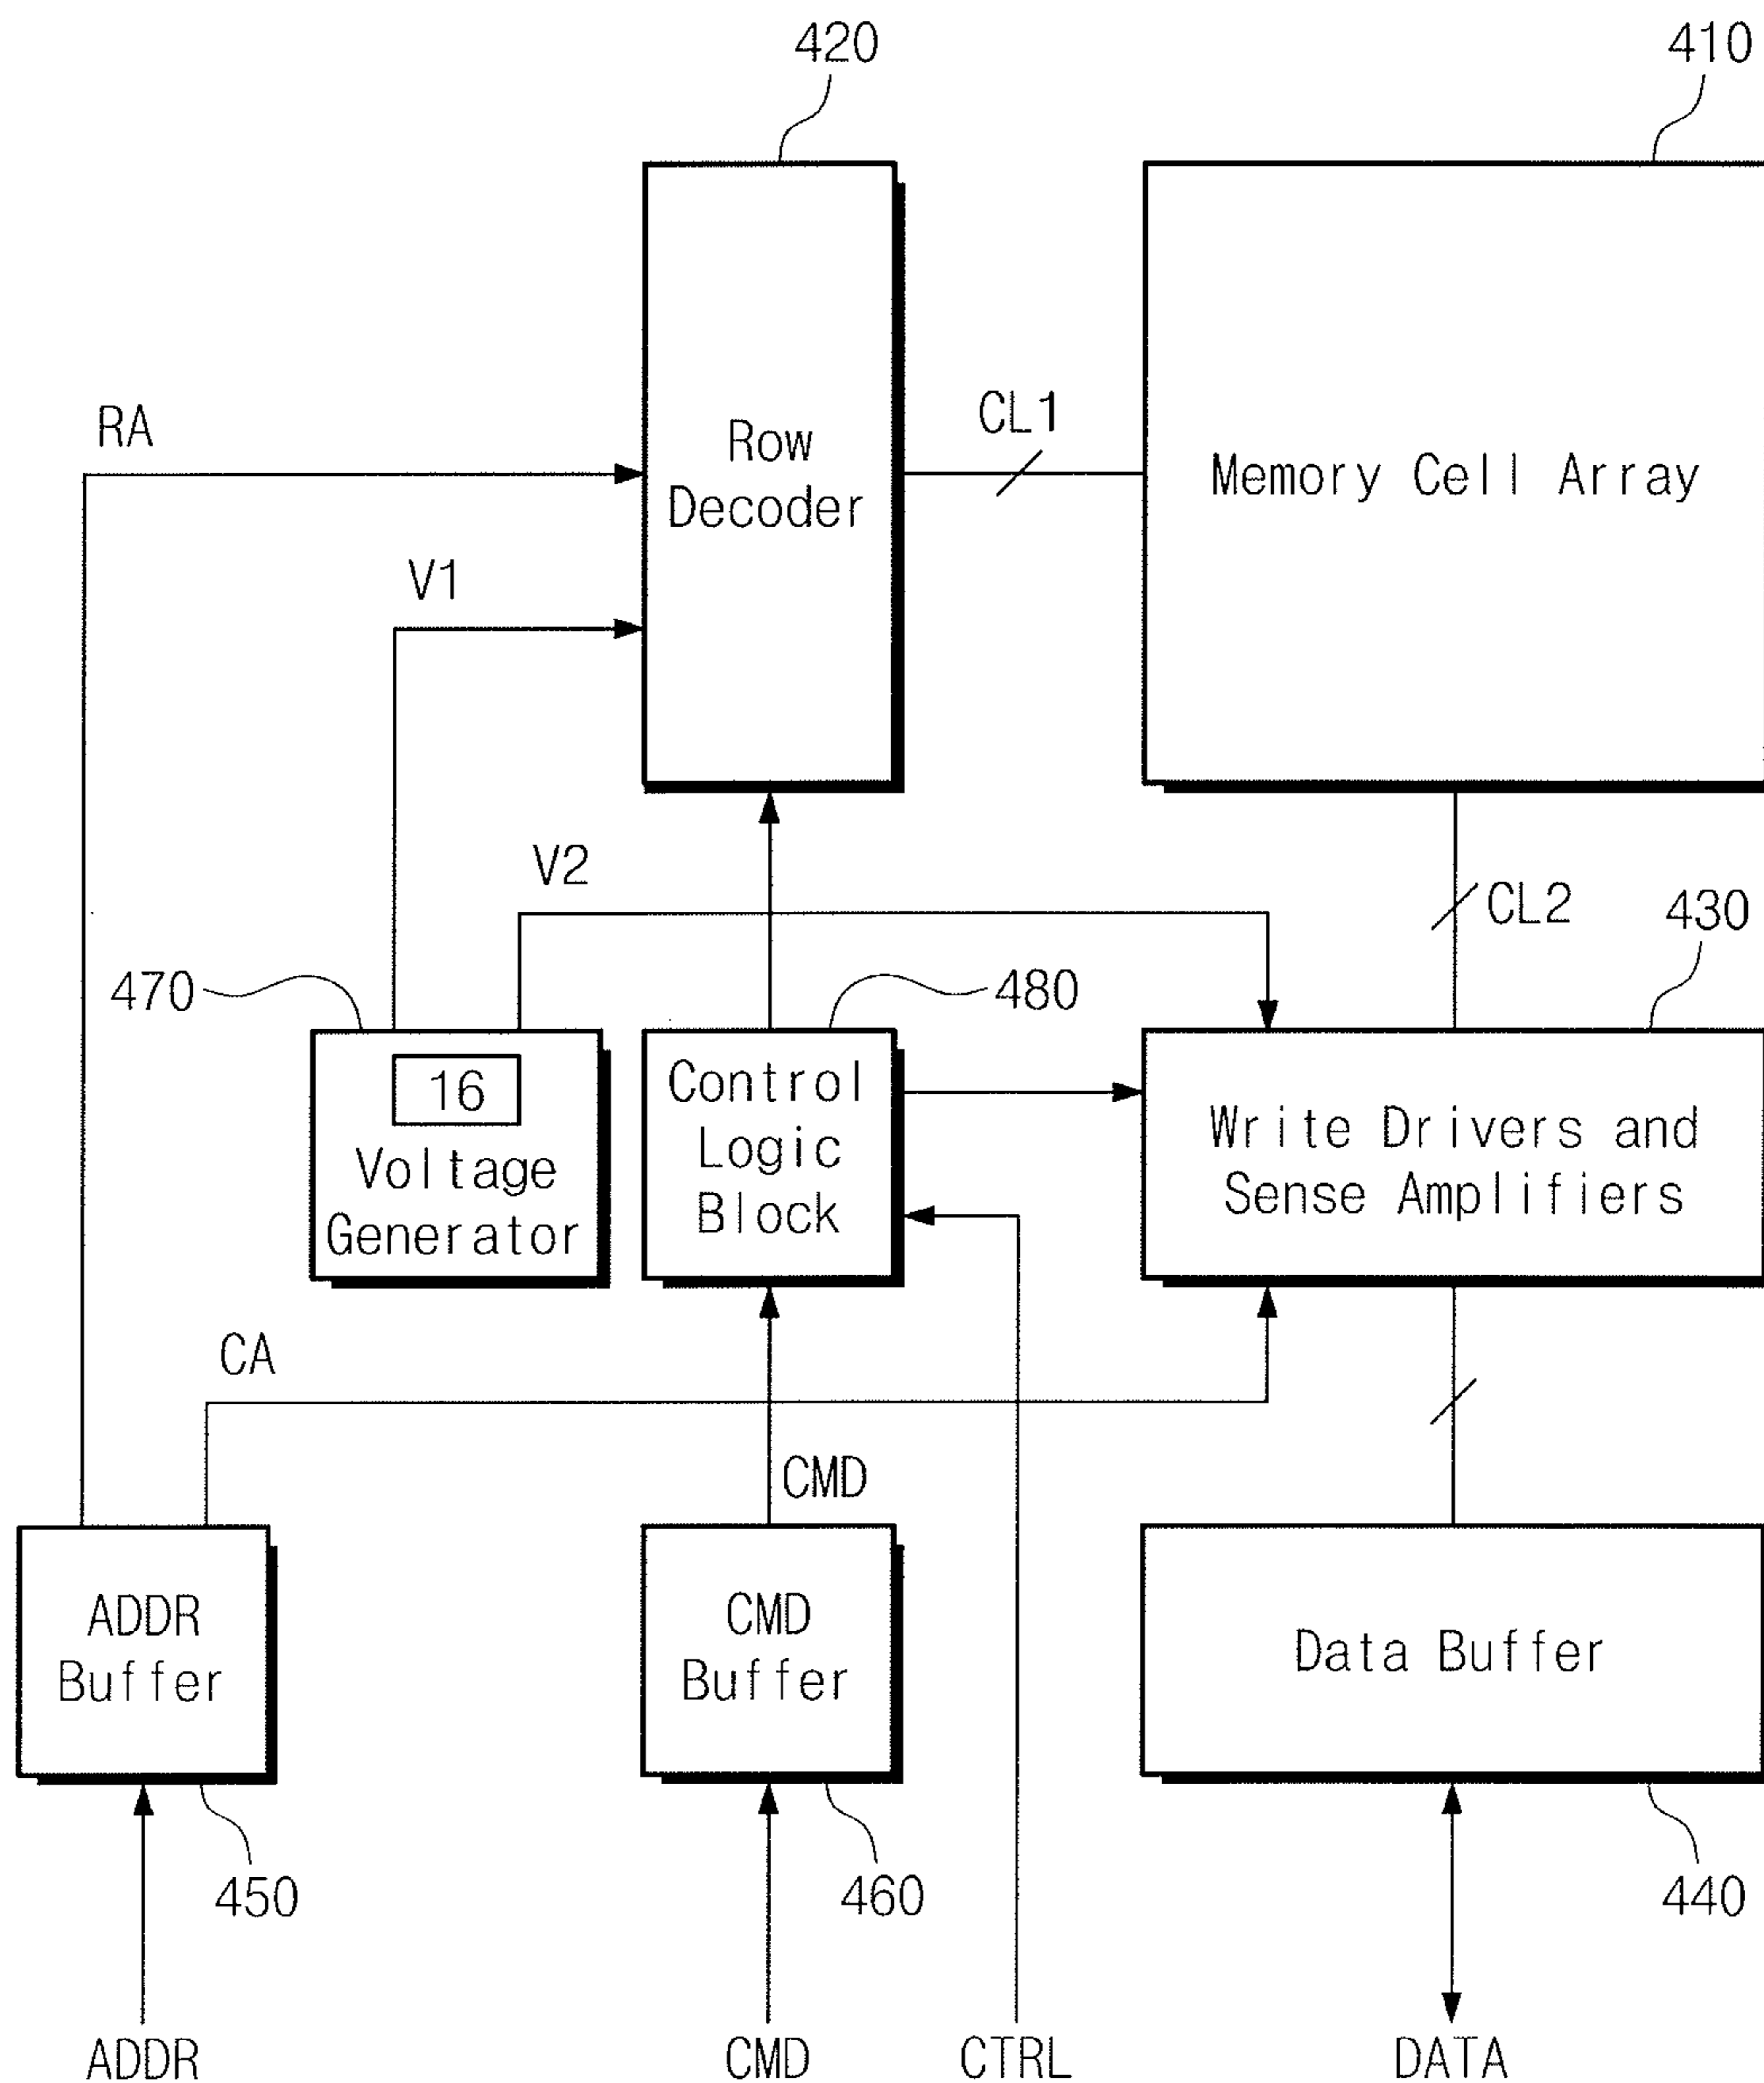 420
410
RA
CL1
Row
Decoder
Memory Cell Array
V1
V2
CL2
430
470
480
16
Voltage
Generator
Control
Logic
Block
Write Drivers and
Sense Amplifiers
CA
CMD
ADDR
Buffer
CMD
Buffer
Data Buffer
450
460
440
ADDR
CMD
CTRL
DATA